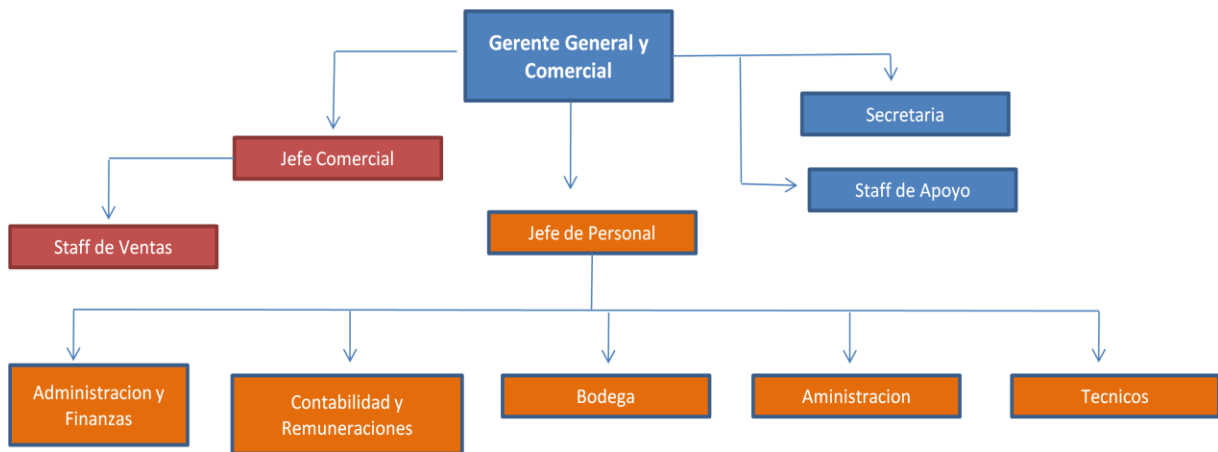 Gerente General y
Comercial
Secretaria
Jefe Comercial
Staff de Apoyo
Staff de Ventas
Jefe de Personal
Administracion y
Finanzas
Contabilidad y
Remuneraciones
Bodega
Aministracion
Tecnicos